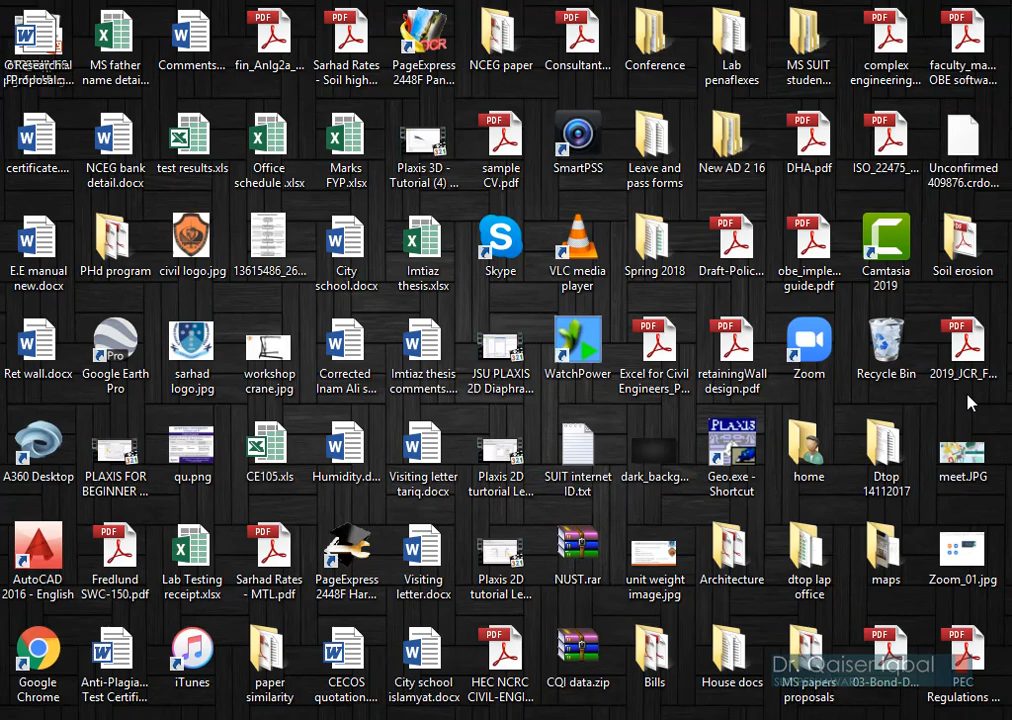 MS father name detai...
Comments...
fin_Anlg2a_...
Sarhad Rates - Soil high...
PageExpress 2448F Pan...
NCEG paper
Consultant...
Conference
Lab penaflexes
MS SUIT studen...
complex engineering...
faculty_ma... OBE softwa...
certificate....
NCEG bank detail.docx
test results.xls
Office schedule .xlsx
Marks FYP.xlsx
Plaxis 3D - Tutorial (4) ...
sample CV.pdf
SmartPSS
Leave and pass forms
New AD 2 16
DHA.pdf
ISO_22475_...
Unconfirmed 409876.crdo...
E.E manual new.docx
PHd program
civil logo.jpg
13615486_26...
City school.docx
Imtiaz thesis.xlsx
Skype
VLC media player
Spring 2018
Draft-Polic...
obe_imple... guide.pdf
Camtasia 2019
Soil erosion
Ret wall.docx
Google Earth Pro
sarhad logo.jpg
workshop crane.jpg
Corrected Inam Ali s...
Imtiaz thesis comments....
JSU PLAXIS 2D Diaphra...
WatchPower
Excel for Civil Engineers_P...
retainingWall design.pdf
Zoom
Recycle Bin
2019_JCR_F...
A360 Desktop
PLAXIS FOR BEGINNER ...
qu.png
CE105.xls
Humidity.d...
Visiting letter tariq.docx
Plaxis 2D turtorial Le...
SUIT internet ID.txt
dark_backg...
Geo.exe - Shortcut
home
Dtop 14112017
meet.JPG
AutoCAD 2016 - English
Fredlund SWC-150.pdf
Lab Testing receipt.xlsx
Sarhad Rates - MTL.pdf
PageExpress 2448F Har...
Visiting letter.docx
Plaxis 2D tutorial Le...
NUST.rar
unit weight image.jpg
Architecture
dtop lap office
maps
Zoom_01.jpg
Google Chrome
Anti-Plagia... Test Certifi...
iTunes
paper similarity
CECOS quotation....
City school islamyat.docx
HEC NCRC CIVIL-ENGI...
CQI data.zip
Bills
House docs
MS papers proposals
03-Bond-D...
PEC Regulations ...
Dr. Qaiser Iqbal